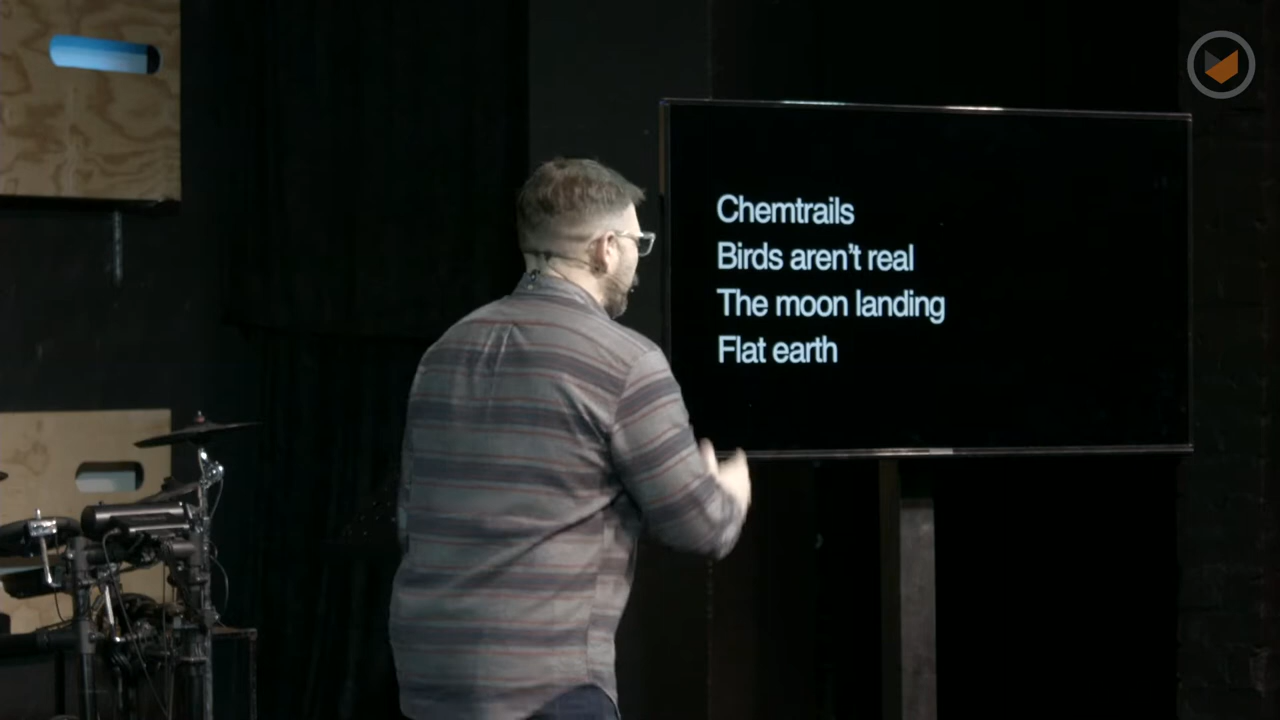 Chemtrails
Birds aren’t real
The moon landing
Flat earth